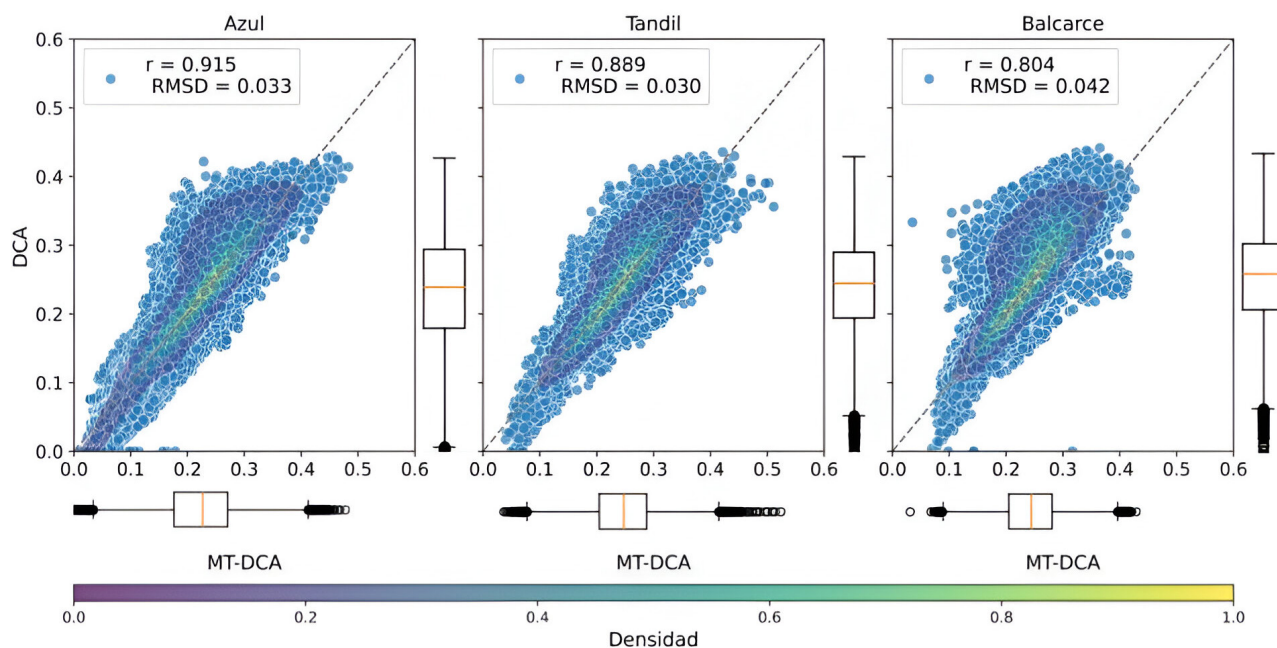 Azul
Tandil
Balcarce
r = 0.915
RMSD = 0.033
r = 0.889
RMSD = 0.030
r = 0.804
RMSD = 0.042
DCA
0.6
0.5
0.4
0.3
0.2
0.1
0.0
0.0 0.1 0.2 0.3 0.4 0.5 0.6
0.0 0.1 0.2 0.3 0.4 0.5 0.6
0.0 0.1 0.2 0.3 0.4 0.5 0.6
MT-DCA
MT-DCA
MT-DCA
0.0 0.2 0.4 0.6 0.8 1.0
Densidad